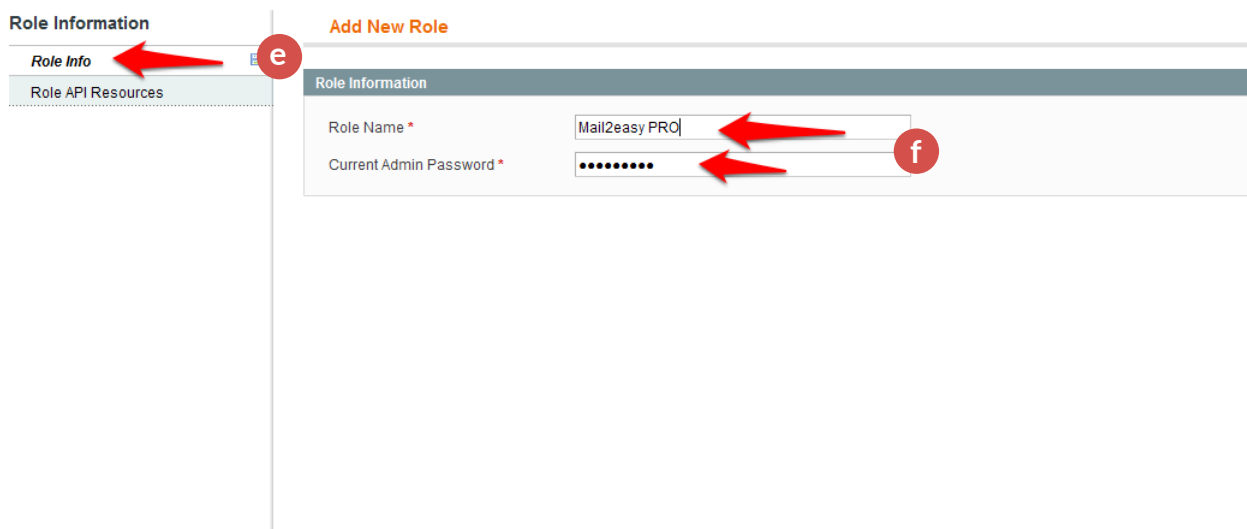 Role Information
Role Info
e
Role API Resources
Add New Role
Role Information
Role Name *
Mail2easy PRO
Current Admin Password *
●●●●●●●●●
f